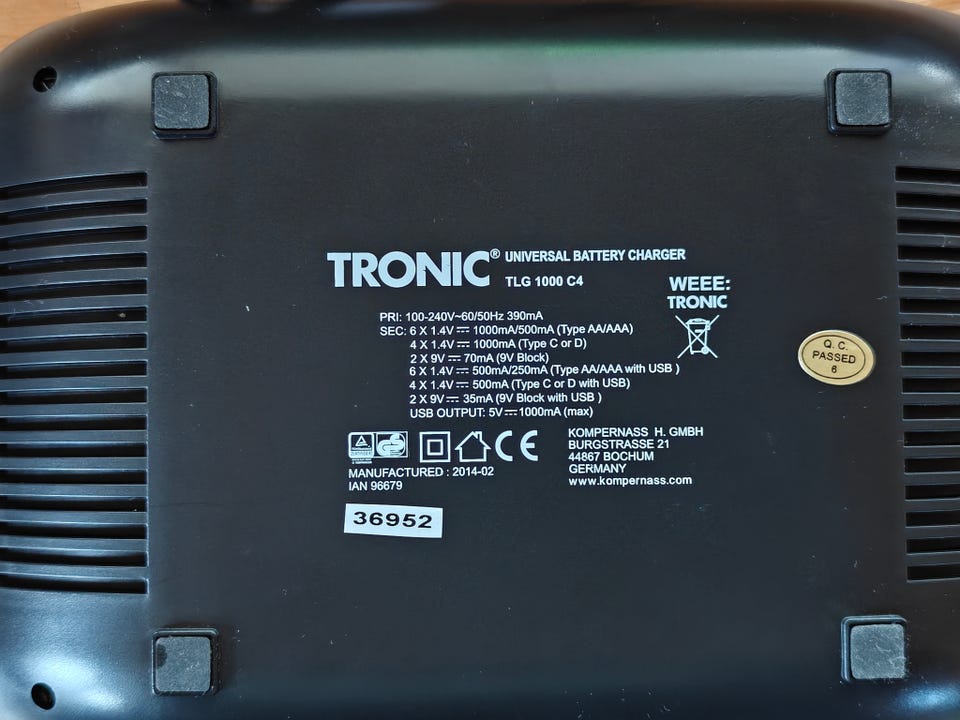 TRONIC® UNIVERSAL BATTERY CHARGER
TLG 1000 C4
WEEE:
TRONIC
PRI: 100-240V~60/50Hz 390mA
SEC: 6 X 1.4V⎓ 1000mA/500mA (Type AA/AAA)
4 X 1.4V⎓ 1000mA (Type C or D)
2 X 9V⎓ 70mA (9V Block)
6 X 1.4V⎓ 500mA/250mA (Type AA/AAA with USB )
4 X 1.4V⎓ 500mA (Type C or D with USB)
2 X 9V⎓ 35mA (9V Block with USB )
USB OUTPUT: 5V⎓1000mA (max)
Q. C.
PASSED
6
CE
MANUFACTURED : 2014-02
IAN 96679
KOMPERNASS H. GMBH
BURGSTRASSE 21
44867 BOCHUM
GERMANY
www.kompernass.com
36952